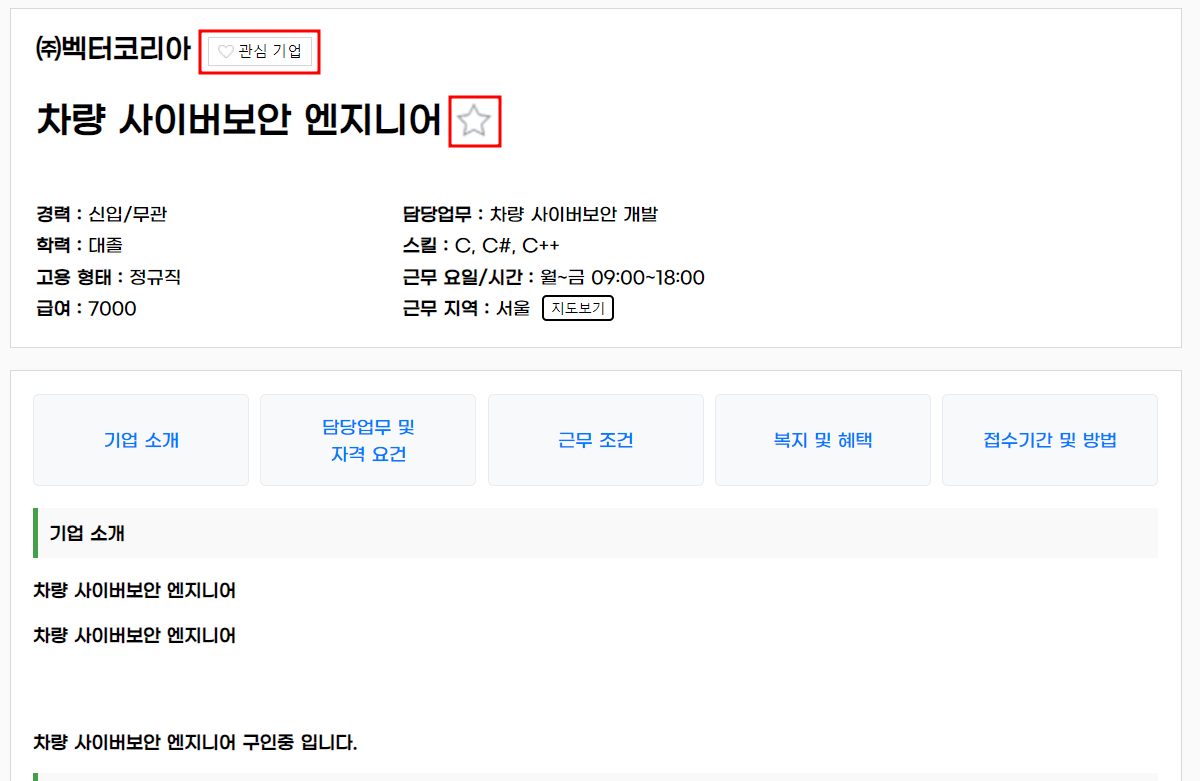 ㈜벡터코리아 ♡ 관심 기업
차량 사이버보안 엔지니어 ☆
경력 : 신입/무관
학력 : 대졸
고용 형태 : 정규직
급여 : 7000
담당업무 : 차량 사이버보안 개발
스킬 : C, C#, C++
근무 요일/시간 : 월~금 09:00~18:00
근무 지역 : 서울 지도보기
기업 소개
담당업무 및
자격 요건
근무 조건
복지 및 혜택
접수기간 및 방법
기업 소개
차량 사이버보안 엔지니어
차량 사이버보안 엔지니어
차량 사이버보안 엔지니어 구인중 입니다.